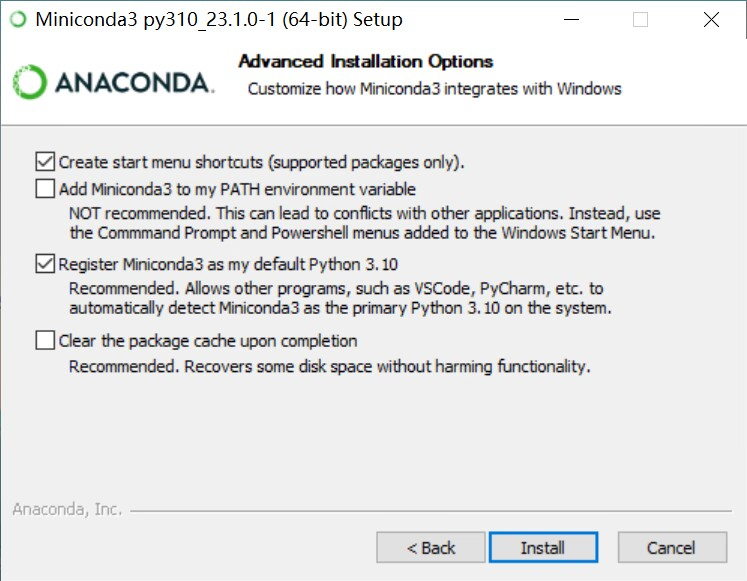 Miniconda3 py310_23.1.0-1 (64-bit) Setup
Advanced Installation Options
Customize how Miniconda3 integrates with Windows
ANACONDA.
Create start menu shortcuts (supported packages only).
Add Miniconda3 to my PATH environment variable
NOT recommended. This can lead to conflicts with other applications. Instead, use
the Commmand Prompt and Powershell menus added to the Windows Start Menu.
Register Miniconda3 as my default Python 3.10
Recommended. Allows other programs, such as VSCode, PyCharm, etc. to
automatically detect Miniconda3 as the primary Python 3.10 on the system.
Clear the package cache upon completion
Recommended. Recovers some disk space without harming functionality.
Anaconda, Inc.
< Back
Install
Cancel